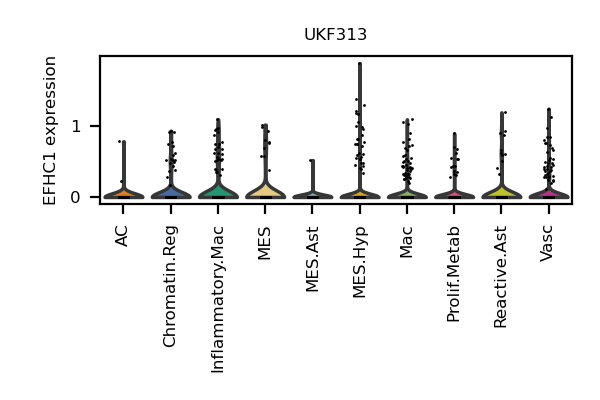 UKF313
EFHC1 expression
1
0
AC
Chromatin.Reg
Inflammatory.Mac
MES
MES.Ast
MES.Hyp
Mac
Prolif.Metab
Reactive.Ast
Vasc